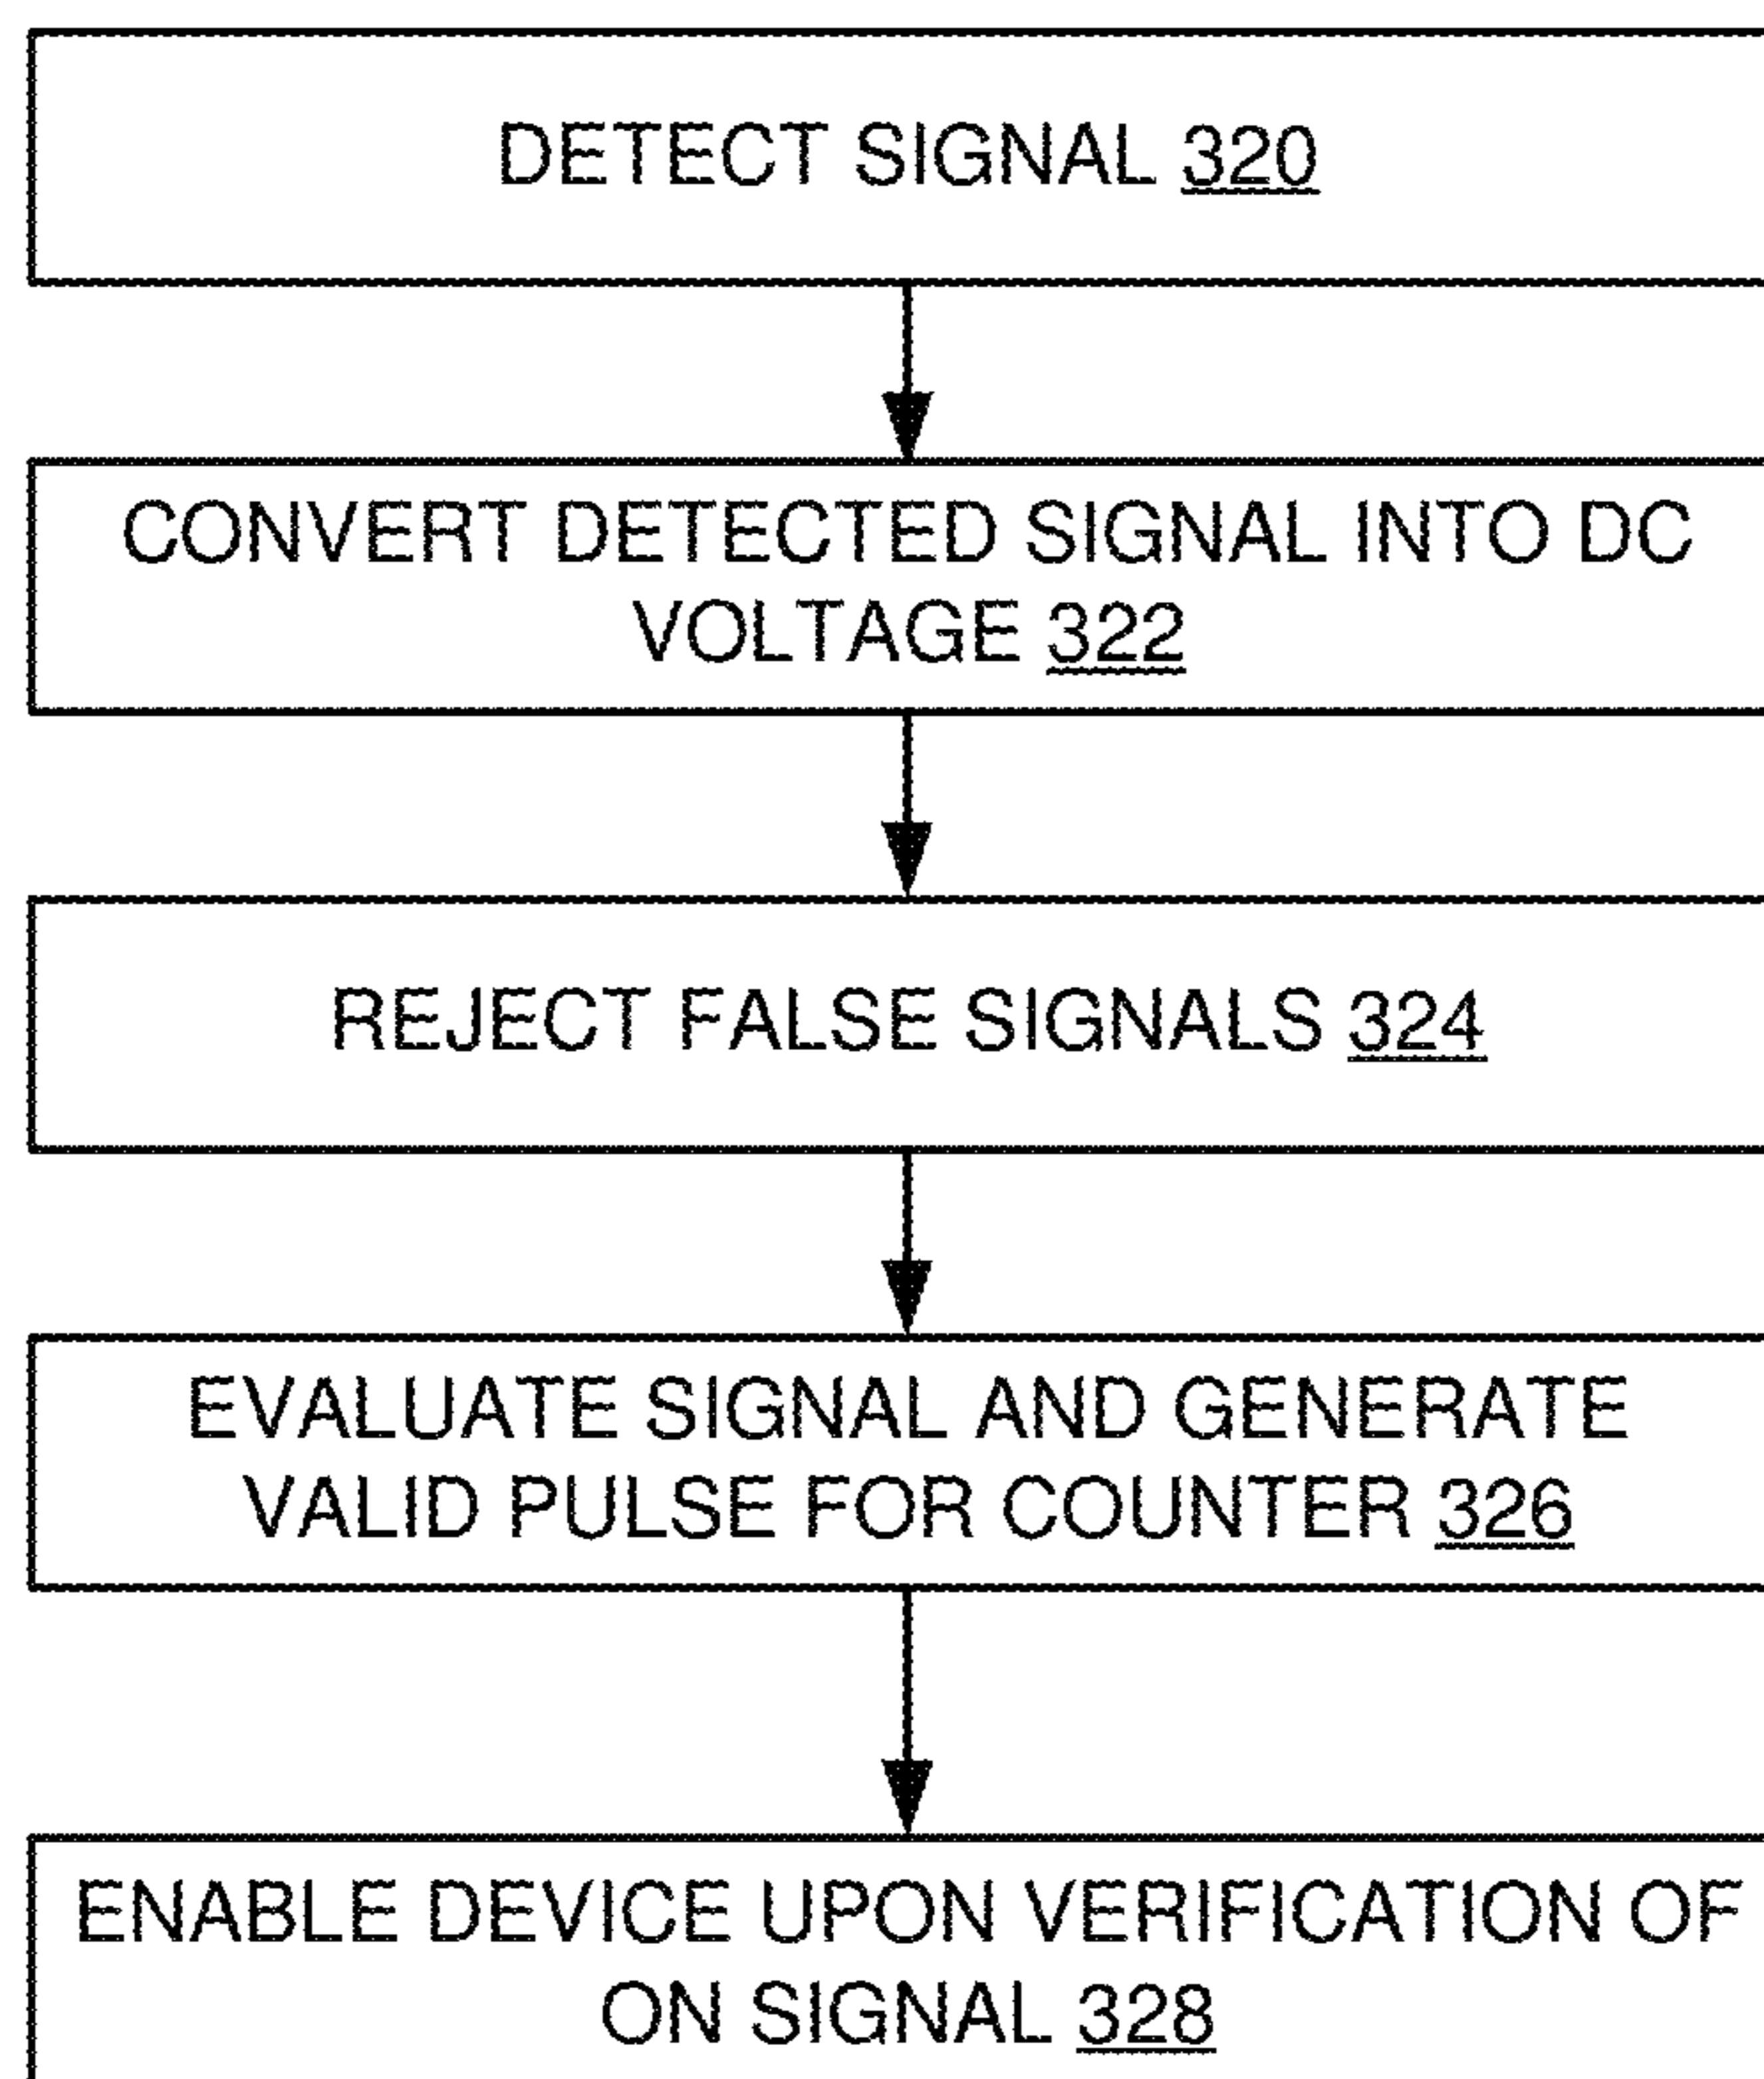 DETECT SIGNAL 320
CONVERT DETECTED SIGNAL INTO DC
VOLTAGE 322
REJECT FALSE SIGNALS 324
EVALUATE SIGNAL AND GENERATE
VALID PULSE FOR COUNTER 326
ENABLE DEVICE UPON VERIFICATION OF
ON SIGNAL 328